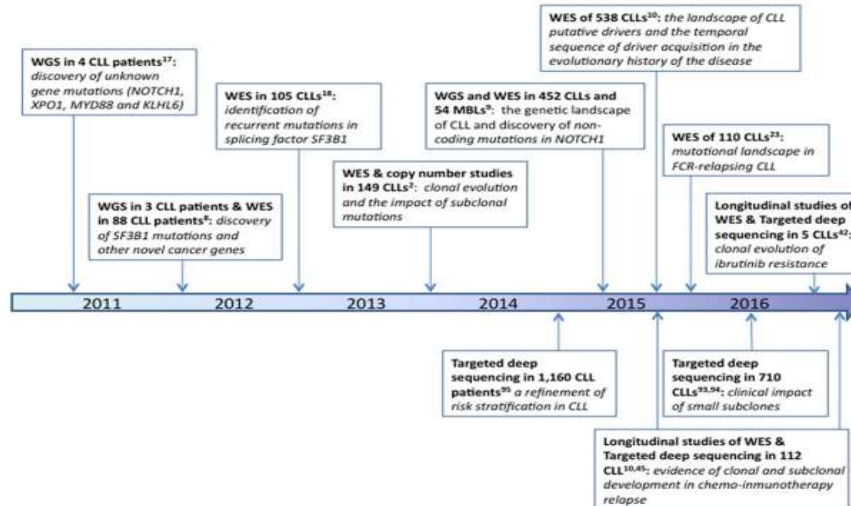 WGS in 4 CLL patients¹⁷:
discovery of unknown
gene mutations (NOTCH1,
XPO1, MYD88 and KLHL6)
WGS in 3 CLL patients & WES
in 88 CLL patients⁸: discovery
of SF3B1 mutations and
other novel cancer genes
WES in 105 CLLs¹⁸:
identification of
recurrent mutations in
splicing factor SF3B1
WES & copy number studies
in 149 CLLs²: clonal evolution
and the impact of subclonal
mutations
WGS and WES in 452 CLLs and
54 MBLs⁹: the genetic landscape
of CLL and discovery of non-
coding mutations in NOTCH1
WES of 538 CLLs¹⁰: the landscape of CLL
putative drivers and the temporal
sequence of driver acquisition in the
evolutionary history of the disease
WES of 110 CLLs²³:
mutational landscape in
FCR-relapsing CLL
Longitudinal studies of
WES & Targeted deep
sequencing in 5 CLLs⁴²:
clonal evolution of
ibrutinib resistance
2011 2012 2013 2014 2015 2016
Targeted deep
sequencing in 1,160 CLL
patients⁹⁵ a refinement of
risk stratification in CLL
Targeted deep
sequencing in 710
CLLs⁹³,⁹⁴: clinical impact
of small subclones
Longitudinal studies of WES &
Targeted deep sequencing in 112
CLL¹⁰,⁴⁵: evidence of clonal and subclonal
development in chemo-inmunotherapy
relapse